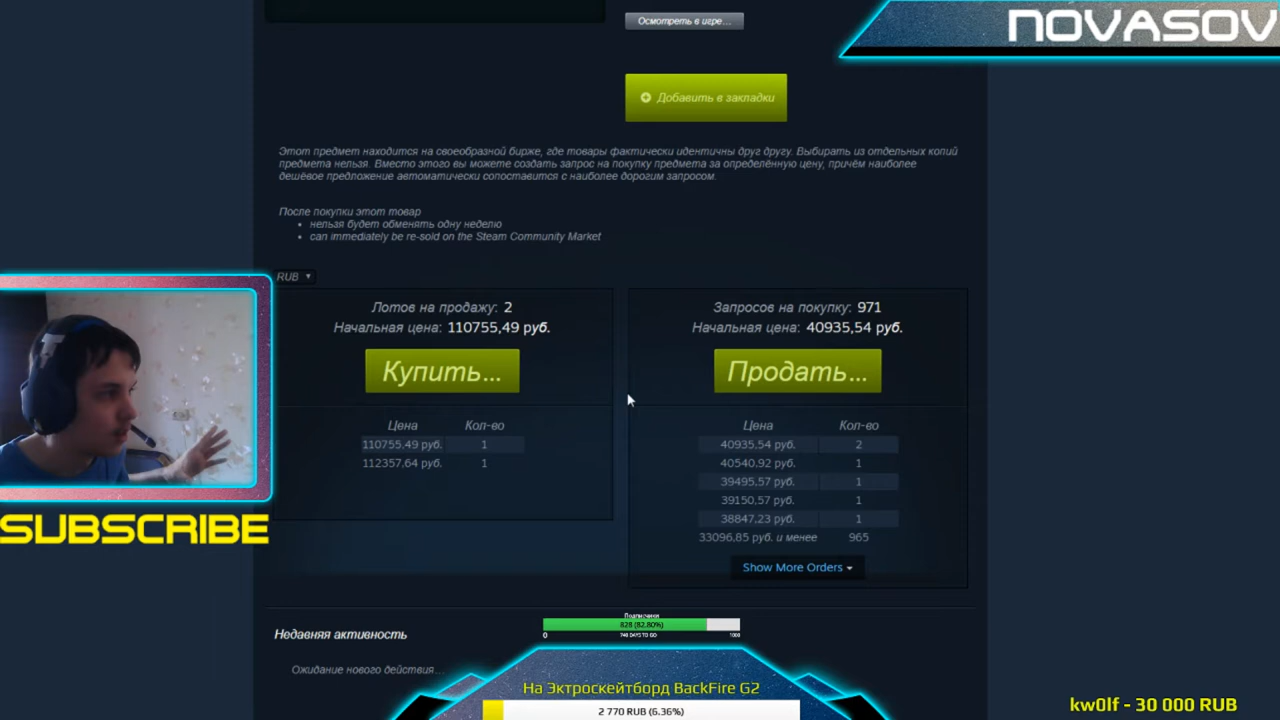 Осмотреть в игре…
NOVASOV
Добавить в закладки
Этот предмет находится на своеобразной бирже, где товары фактически идентичны друг другу. Выбирать из отдельных копий
предмета нельзя. Вместо этого вы можете создать запрос на покупку предмета за определённую цену, причём наиболее
дешёвое предложение автоматически сопоставится с наиболее дорогим запросом.
После покупки этот товар
• нельзя будет обменять одну неделю
• can immediately be re-sold on the Steam Community Market
RUB
Лотов на продажу: 2
Начальная цена: 110755,49 руб.
Купить…
Цена Кол-во
110755,49 руб. 1
112357,64 руб. 1
Запросов на покупку: 971
Начальная цена: 40935,54 руб.
Продать…
Цена Кол-во
40935,54 руб. 2
40540,92 руб. 1
39495,57 руб. 1
39150,57 руб. 1
38847,23 руб. 1
33096,85 руб. и менее 965
Show More Orders
SUBSCRIBE
Недавняя активность
Ожидание нового действия…
Подписчики
828 (82.80%)
0 748 DAYS TO GO 1000
На Эктроскейтборд BackFire G2
2 770 RUB (6.36%)
kw0lf - 30 000 RUB